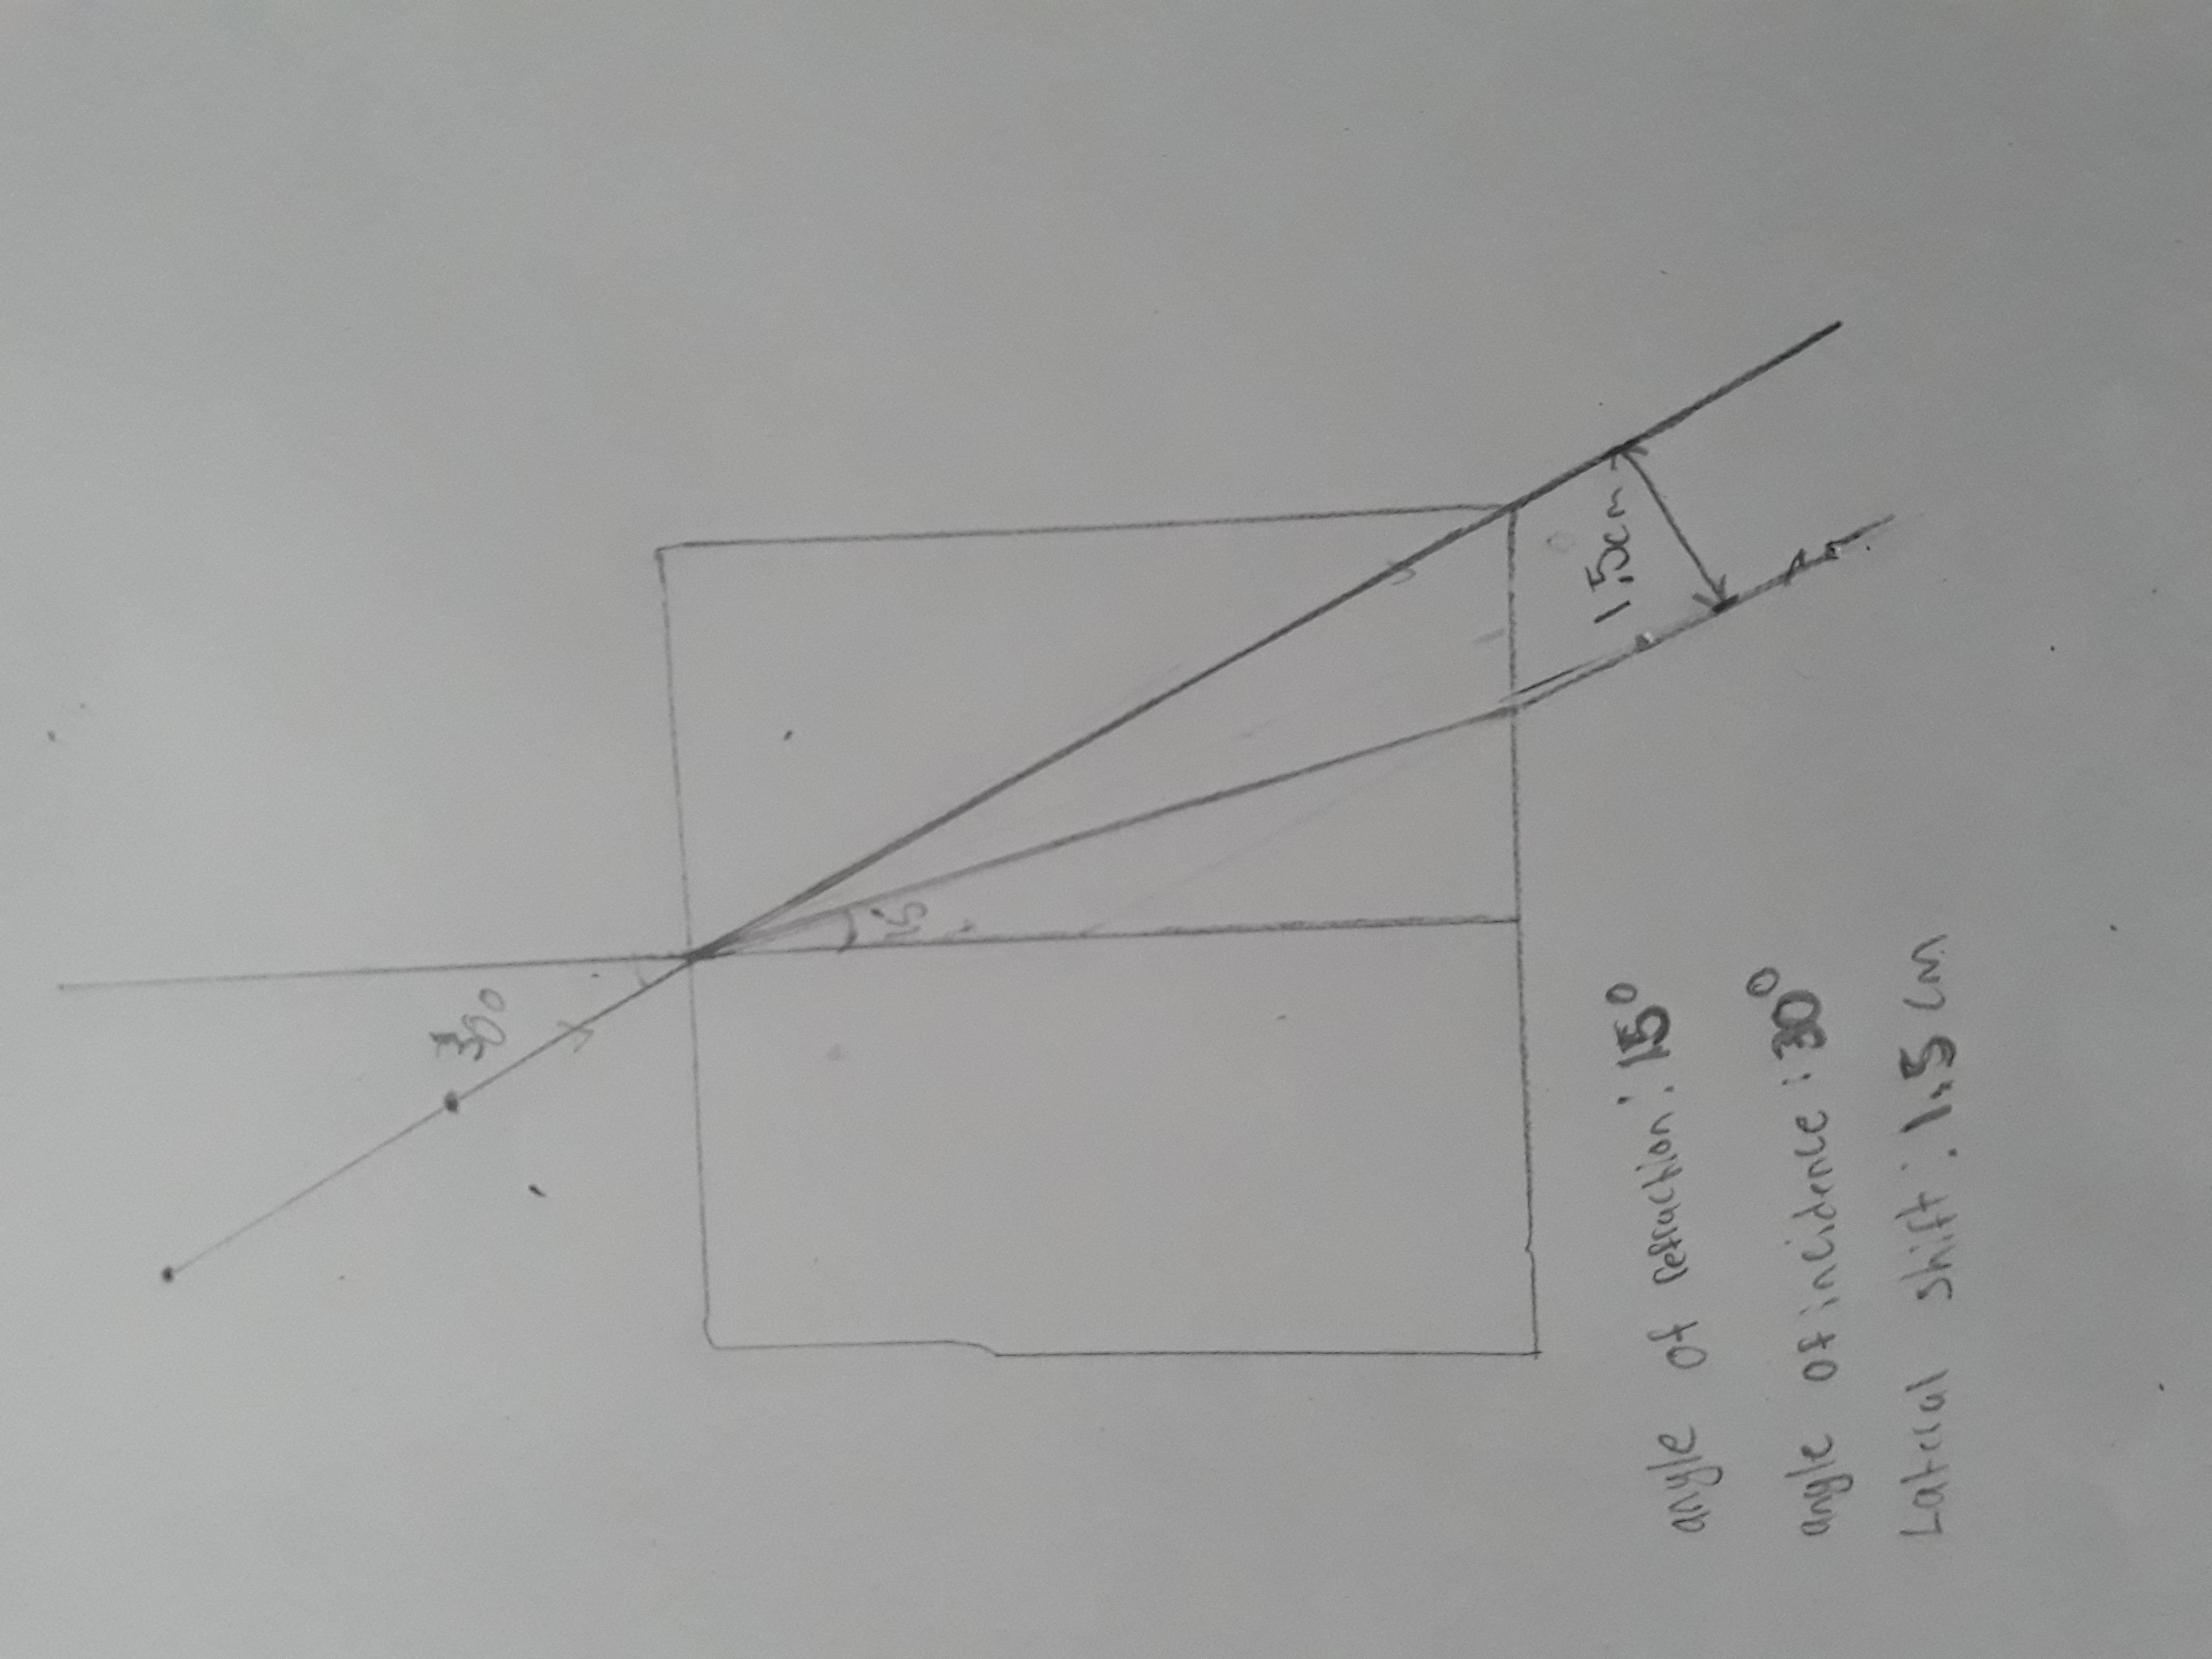 30°
15°
1.5cm
angle of refraction: 15°
angle of incidence: 30°
Lateral shift: 1.5 cm